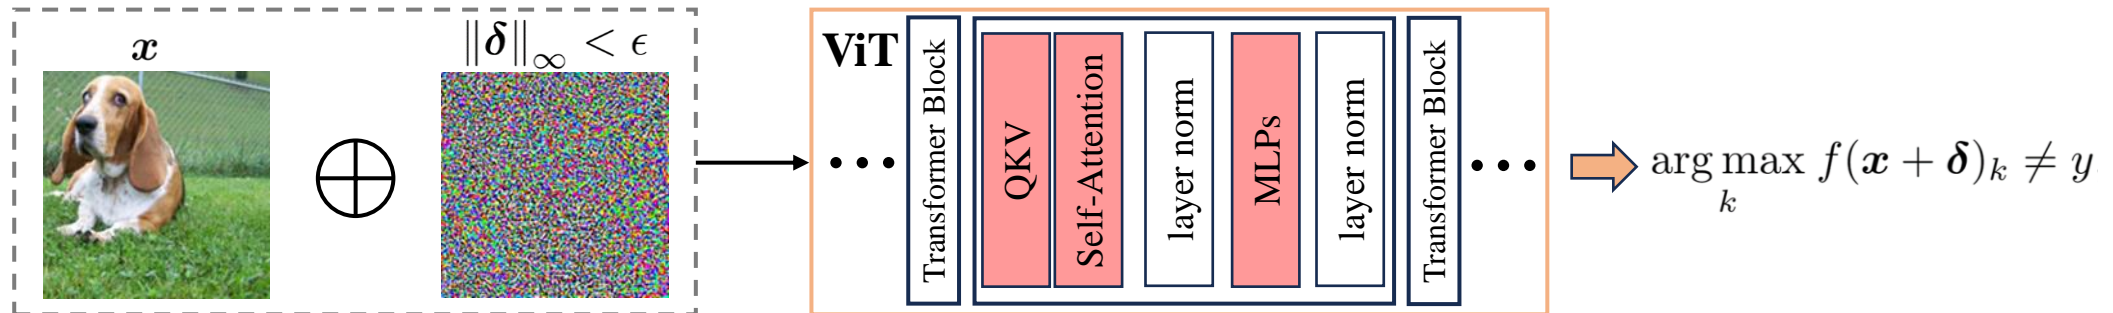 x
‖δ‖∞ < ϵ
ViT
...
Transformer Block
QKV
Self-Attention
layer norm
MLPs
layer norm
Transformer Block
...
arg max f(x + δ)k ≠ y
k